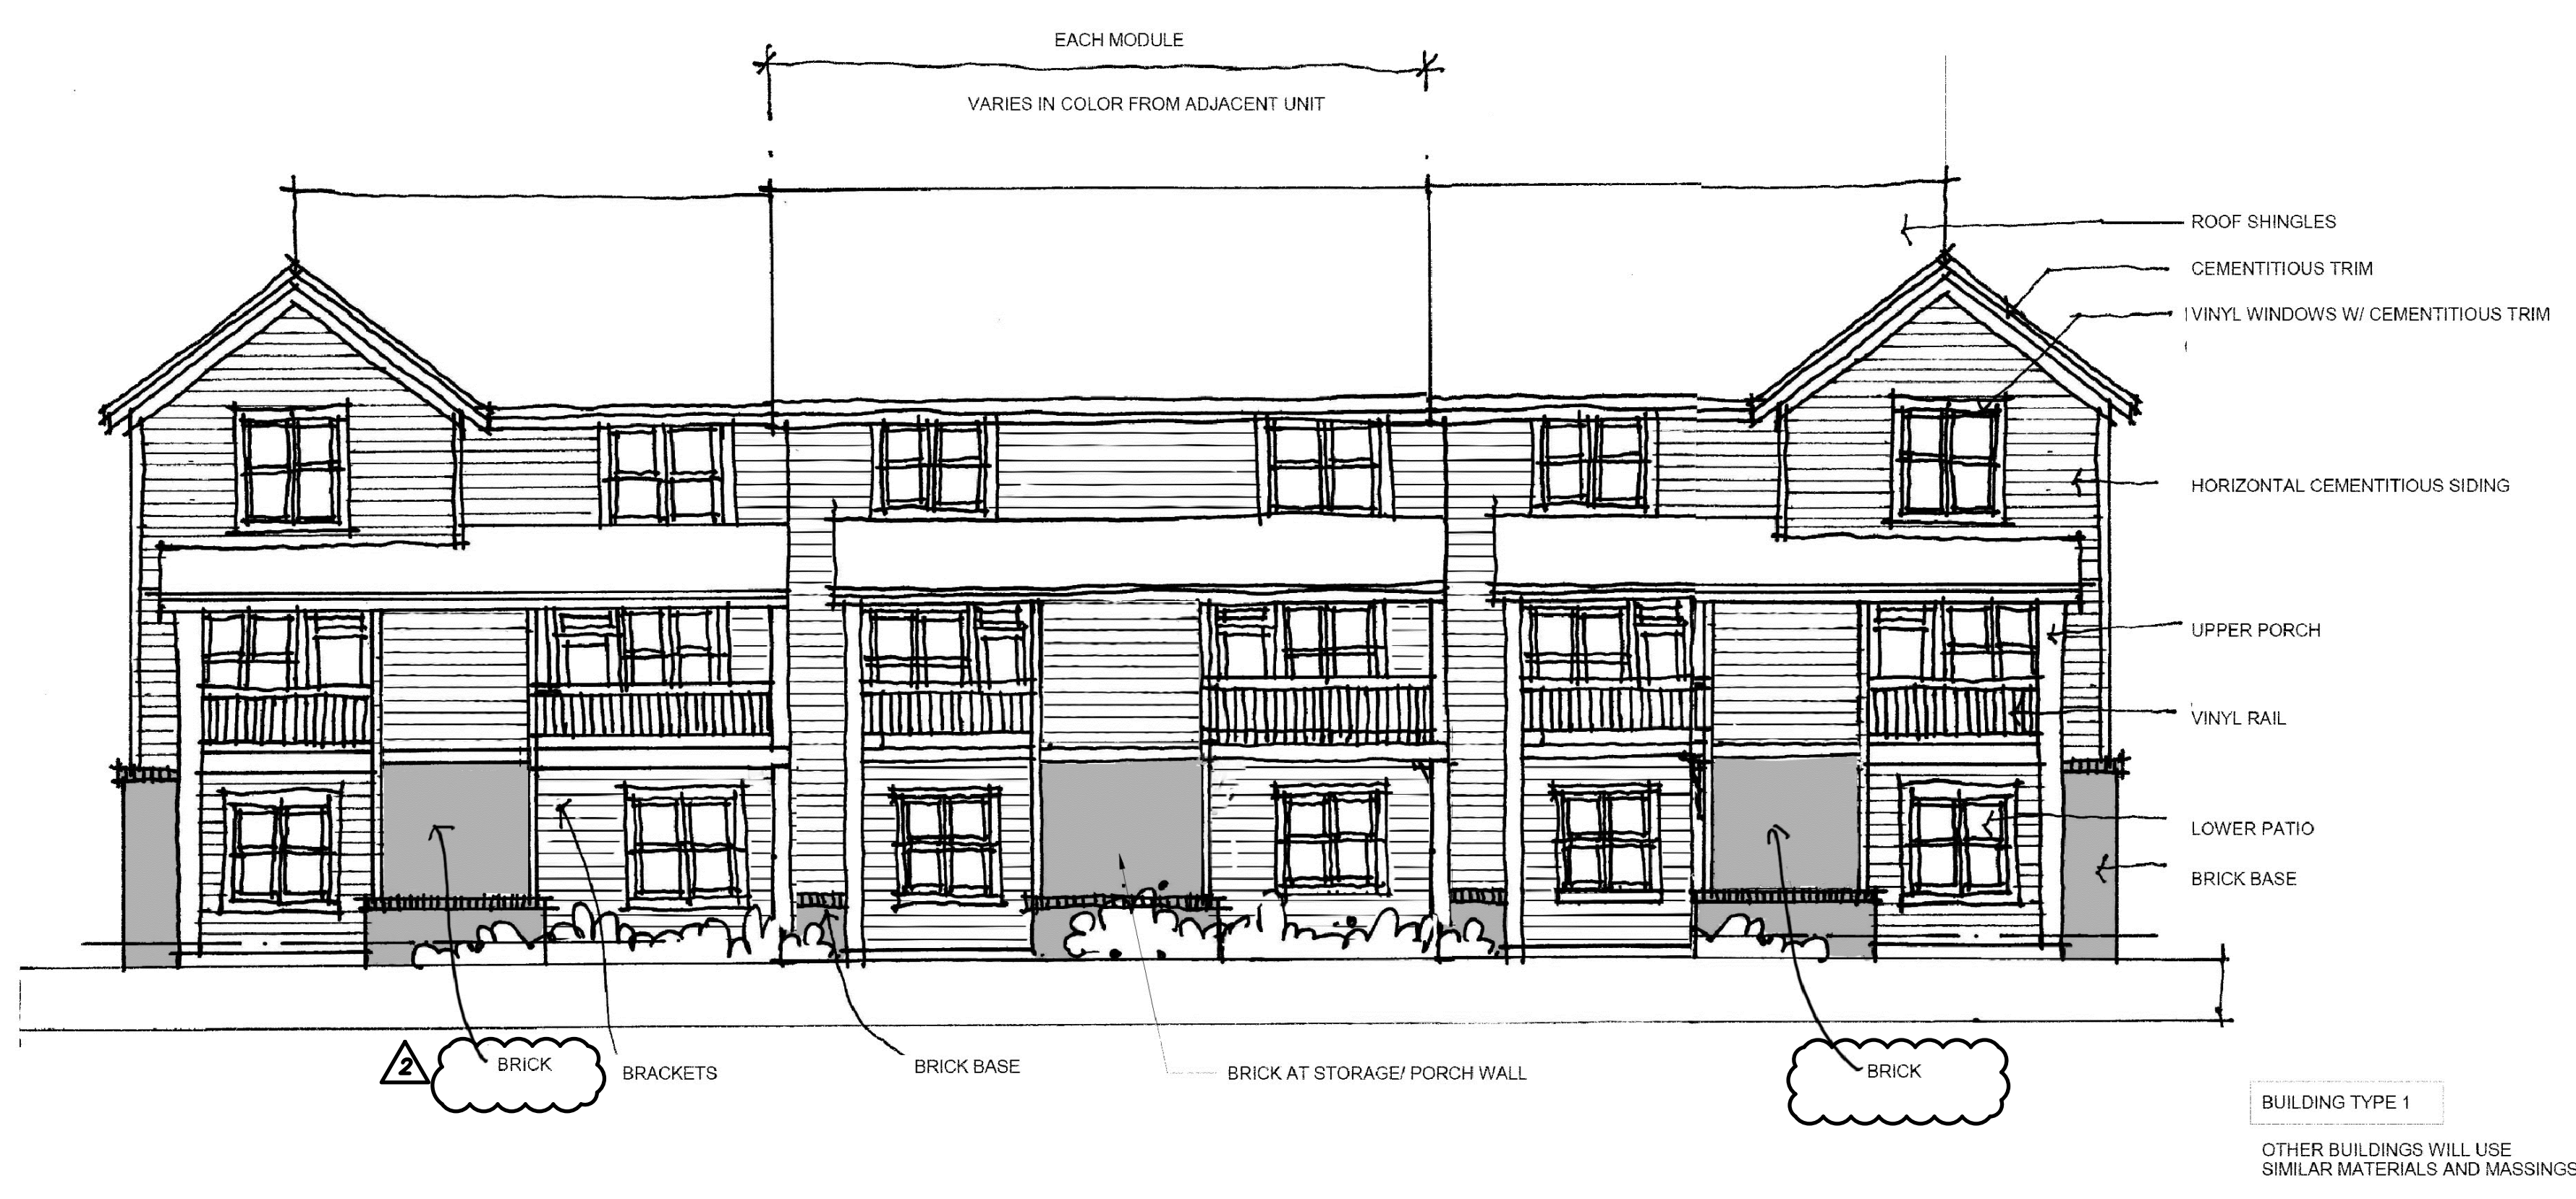 EACH MODULE
VARIES IN COLOR FROM ADJACENT UNIT
ROOF SHINGLES
CEMENTITIOUS TRIM
VINYL WINDOWS W/ CEMENTITIOUS TRIM
HORIZONTAL CEMENTITIOUS SIDING
UPPER PORCH
VINYL RAIL
LOWER PATIO
BRICK BASE
2
BRICK
BRACKETS
BRICK BASE
BRICK AT STORAGE/ PORCH WALL
BRICK
BUILDING TYPE 1
OTHER BUILDINGS WILL USE
SIMILAR MATERIALS AND MASSINGS